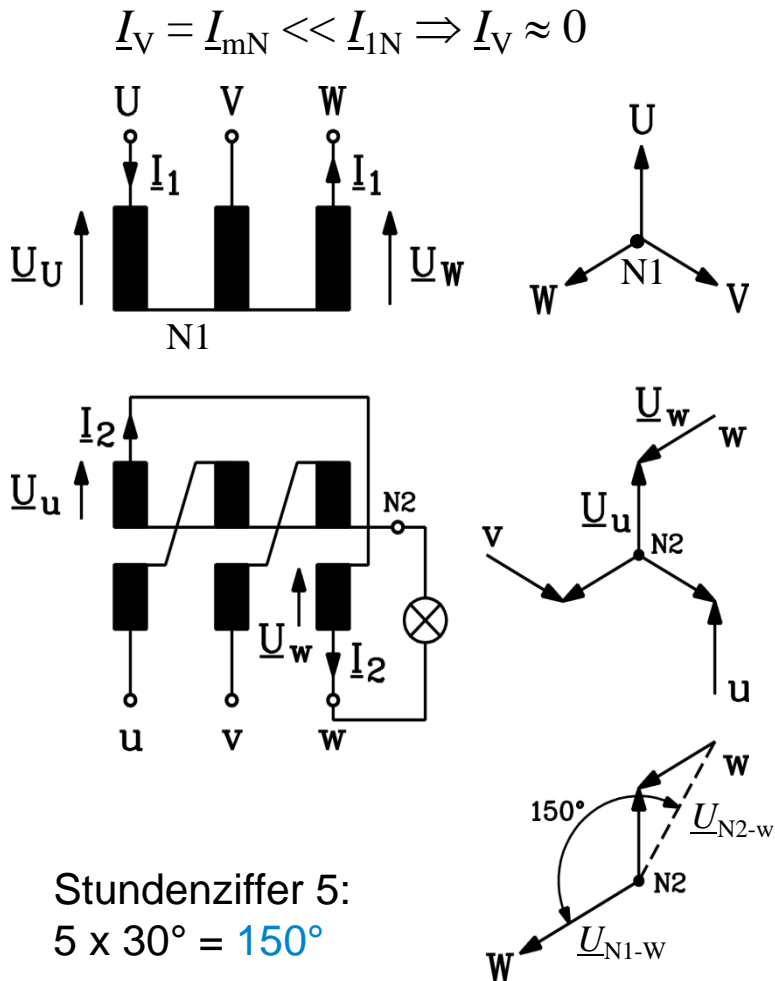 I_V = I_mN << I_1N ⇒ I_V ≈ 0
U V W
I_1 I_1
U_U U_W
N1
U
N1
W V
I_2
U_u
N2
U_w
I_2
u v w
U_w
w
U_u
v
N2
u
w
150°
U_N2-w
N2
U_N1-W
W
Stundenziffer 5:
5 x 30° = 150°